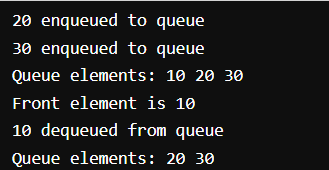 20 enqueued to queue
30 enqueued to queue
Queue elements: 10 20 30
Front element is 10
10 dequeued from queue
Queue elements: 20 30